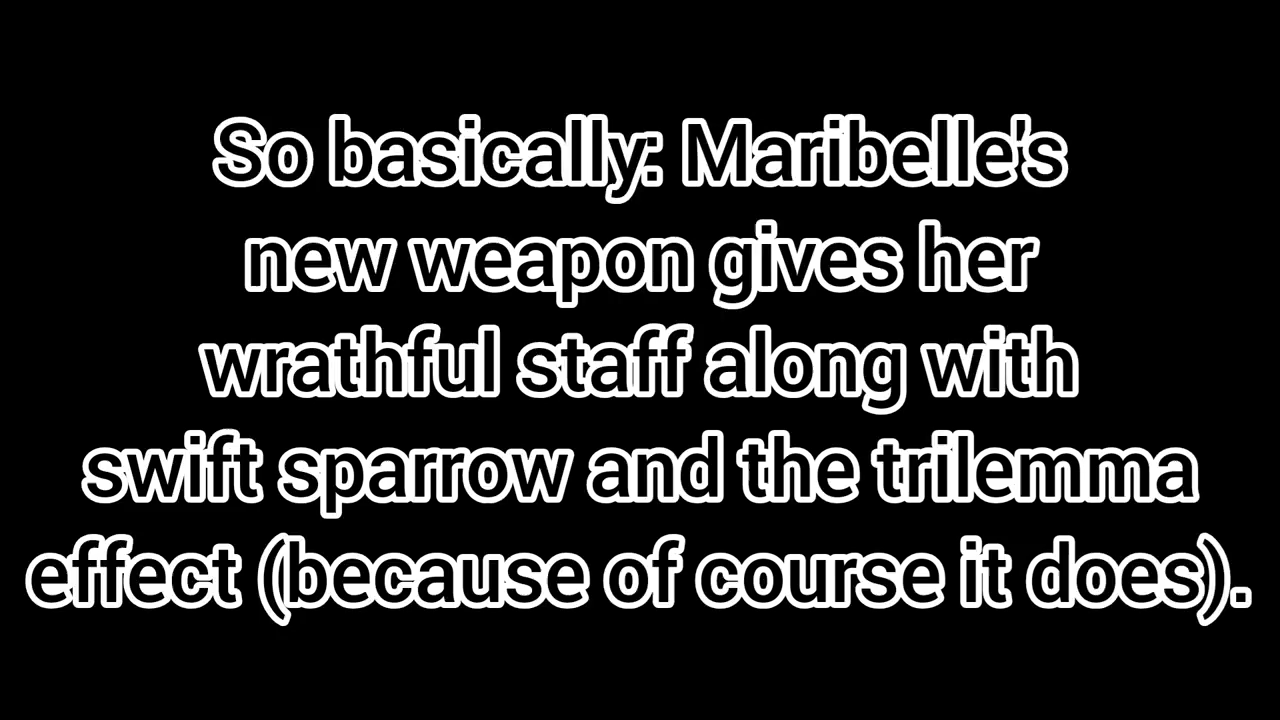 So basically: Maribelle's
new weapon gives her
wrathful staff along with
swift sparrow and the trilemma
effect (because of course it does).